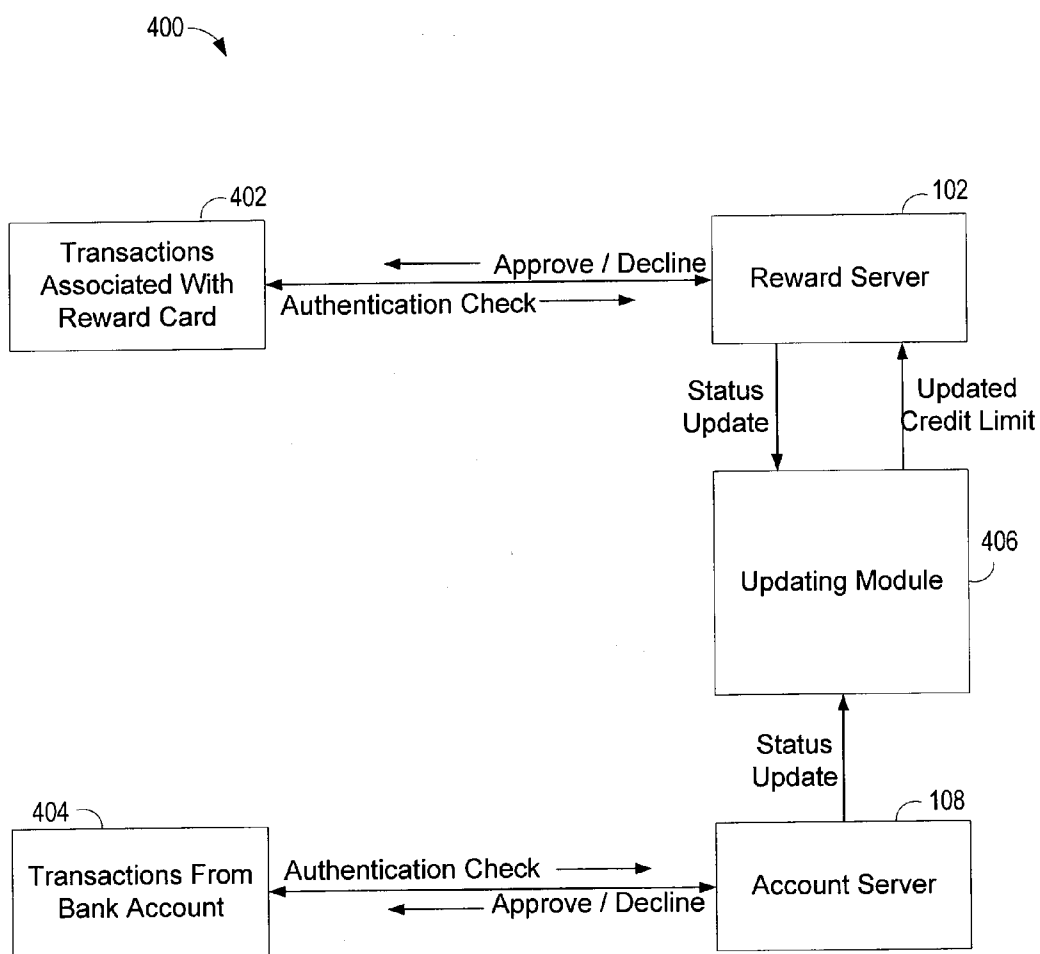 400
402
Transactions
Associated With
Reward Card
Approve / Decline
Authentication Check
102
Reward Server
Status
Update
Updated
Credit Limit
Updating Module
406
Status
Update
404
Transactions From
Bank Account
Authentication Check
Approve / Decline
108
Account Server